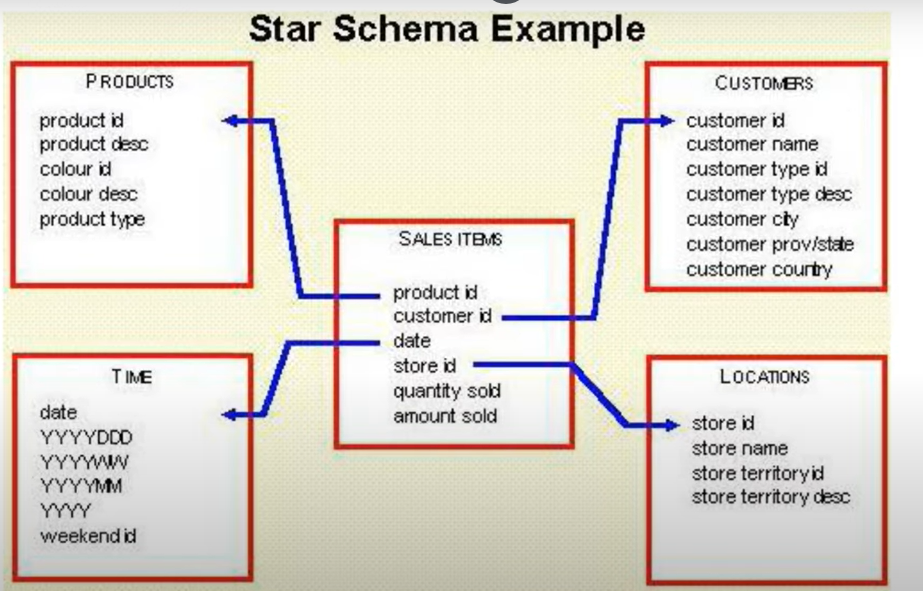 Star Schema Example
PRODUCTS
product id
product desc
colour id
colour desc
product type
CUSTOMERS
customer id
customer name
customer type id
customer type desc
customer city
customer prov/state
customer country
SALES ITEMS
product id
customer id
date
store id
quantity sold
amount sold
TIME
date
YYYYDDD
YYYYWW
YYYYMM
YYYY
weekend id
LOCATIONS
store id
store name
store territory id
store territory desc